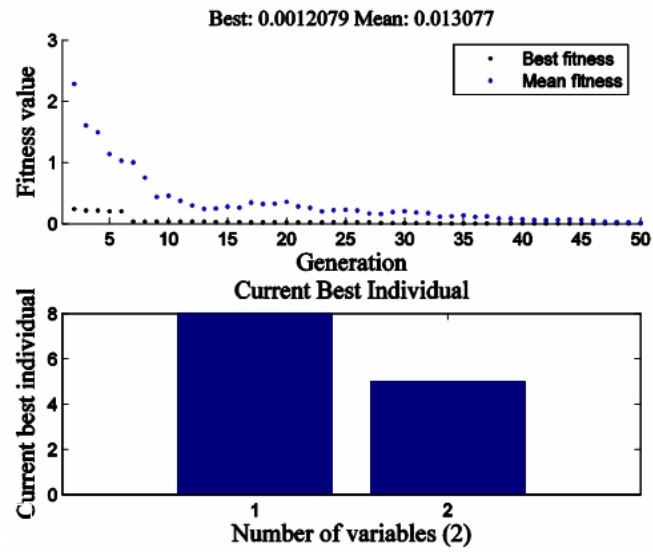 Best: 0.0012079 Mean: 0.013077
3
2
1
0
Fitness value
Best fitness
Mean fitness
5 10 15 20 25 30 35 40 45 50
Generation
Current Best Individual
8
6
4
2
0
Current best individual
1 2
Number of variables (2)